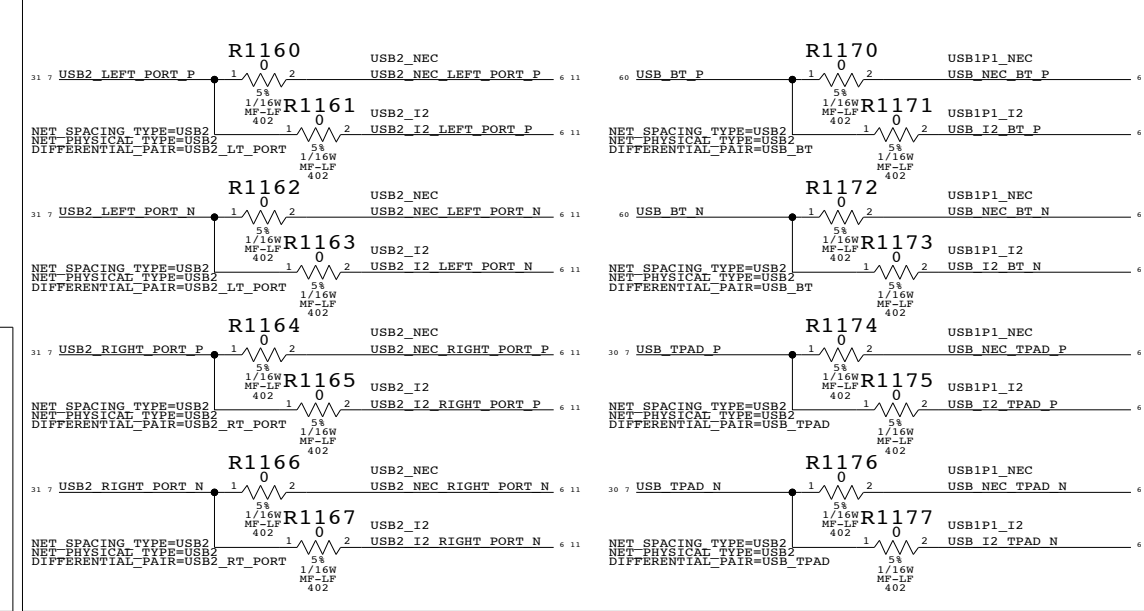 R1160
0
31 7 USB2_LEFT_PORT_P 1 2
USB2_NEC
USB2_NEC_LEFT_PORT_P 6 11
5%
1/16W
MF-LF
402
R1161
0
1 2
USB2_I2
USB2_I2_LEFT_PORT_P 6 11
5%
1/16W
MF-LF
402
NET_SPACING_TYPE=USB2
NET_PHYSICAL_TYPE=USB2
DIFFERENTIAL_PAIR=USB2_LT_PORT
R1162
0
31 7 USB2_LEFT_PORT_N 1 2
USB2_NEC
USB2_NEC_LEFT_PORT_N 6 11
5%
1/16W
MF-LF
402
R1163
0
1 2
USB2_I2
USB2_I2_LEFT_PORT_N 6 11
5%
1/16W
MF-LF
402
NET_SPACING_TYPE=USB2
NET_PHYSICAL_TYPE=USB2
DIFFERENTIAL_PAIR=USB2_LT_PORT
R1164
0
31 7 USB2_RIGHT_PORT_P 1 2
USB2_NEC
USB2_NEC_RIGHT_PORT_P 6 11
5%
1/16W
MF-LF
402
R1165
0
1 2
USB2_I2
USB2_I2_RIGHT_PORT_P 6 11
5%
1/16W
MF-LF
402
NET_SPACING_TYPE=USB2
NET_PHYSICAL_TYPE=USB2
DIFFERENTIAL_PAIR=USB2_RT_PORT
R1166
0
31 7 USB2_RIGHT_PORT_N 1 2
USB2_NEC
USB2_NEC_RIGHT_PORT_N 6 11
5%
1/16W
MF-LF
402
R1167
0
1 2
USB2_I2
USB2_I2_RIGHT_PORT_N 6 11
5%
1/16W
MF-LF
402
NET_SPACING_TYPE=USB2
NET_PHYSICAL_TYPE=USB2
DIFFERENTIAL_PAIR=USB2_RT_PORT
R1170
0
60 USB_BT_P 1 2
USB1P1_NEC
USB_NEC_BT_P 6
5%
1/16W
MF-LF
402
R1171
0
1 2
USB1P1_I2
USB_I2_BT_P 6
5%
1/16W
MF-LF
402
NET_SPACING_TYPE=USB2
NET_PHYSICAL_TYPE=USB2
DIFFERENTIAL_PAIR=USB_BT
R1172
0
60 USB_BT_N 1 2
USB1P1_NEC
USB_NEC_BT_N 6
5%
1/16W
MF-LF
402
R1173
0
1 2
USB1P1_I2
USB_I2_BT_N 6
5%
1/16W
MF-LF
402
NET_SPACING_TYPE=USB2
NET_PHYSICAL_TYPE=USB2
DIFFERENTIAL_PAIR=USB_BT
R1174
0
30 7 USB_TPAD_P 1 2
USB1P1_NEC
USB_NEC_TPAD_P 6
5%
1/16W
MF-LF
402
R1175
0
1 2
USB1P1_I2
USB_I2_TPAD_P 6
5%
1/16W
MF-LF
402
NET_SPACING_TYPE=USB2
NET_PHYSICAL_TYPE=USB2
DIFFERENTIAL_PAIR=USB_TPAD
R1176
0
30 7 USB_TPAD_N 1 2
USB1P1_NEC
USB_NEC_TPAD_N 6
5%
1/16W
MF-LF
402
R1177
0
1 2
USB1P1_I2
USB_I2_TPAD_N 6
5%
1/16W
MF-LF
402
NET_SPACING_TYPE=USB2
NET_PHYSICAL_TYPE=USB2
DIFFERENTIAL_PAIR=USB_TPAD